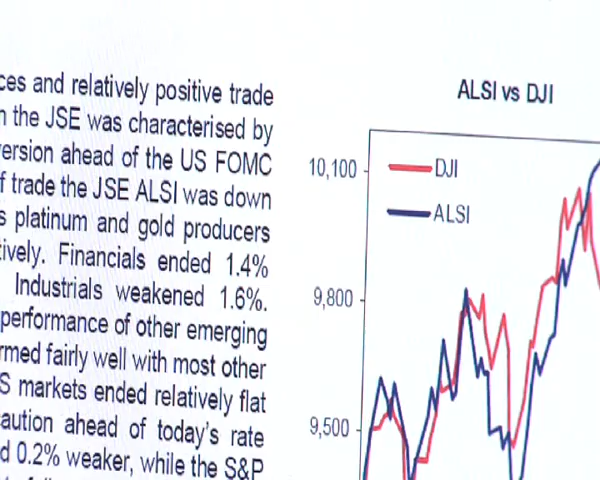 ces and relatively positive trade
n the JSE was characterised by
version ahead of the US FOMC
f trade the JSE ALSI was down
s platinum and gold producers
tively. Financials ended 1.4%
Industrials weakened 1.6%.
performance of other emerging
rmed fairly well with most other
S markets ended relatively flat
caution ahead of today's rate
d 0.2% weaker, while the S&P
ALSI vs DJI
10,100
DJI
ALSI
9,800
9,500